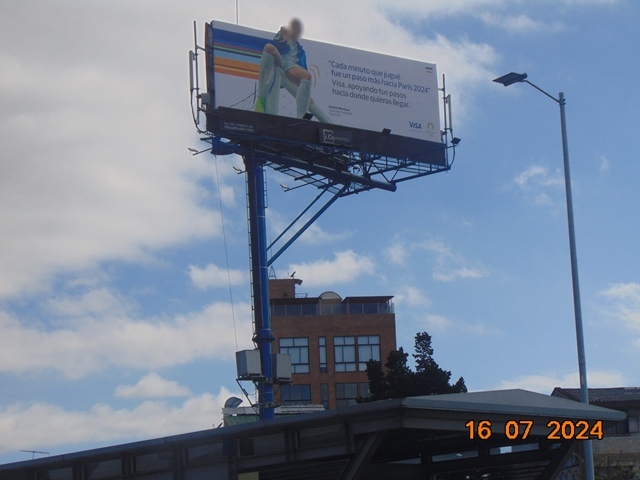 "Cada minuto que jugué
fue un paso más hacia París 2024"
Visa, apoyando tus pasos
hacia donde quieras llegar.
VISA
16 07 2024